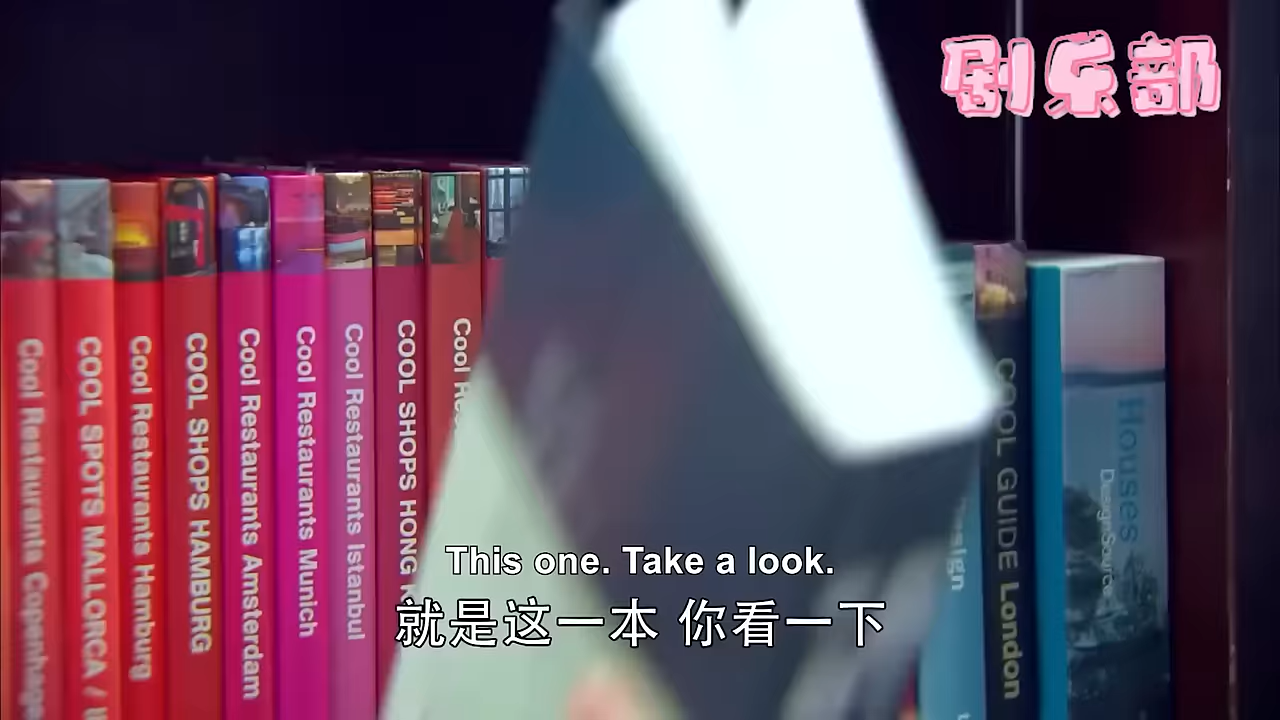 剧乐部
Cool Restaurants Copenhage
COOL SPOTS MALLORCA /
Cool Restaurants Hamburg
COOL SHOPS HAMBURG
Cool Restaurants Amsterdam
Cool Restaurants Munich
Cool Restaurants Istanbul
COOL SHOPS HONG
Cool
COOL GUIDE London
Houses
DesignSource
This one. Take a look.
就是这一本 你看一下